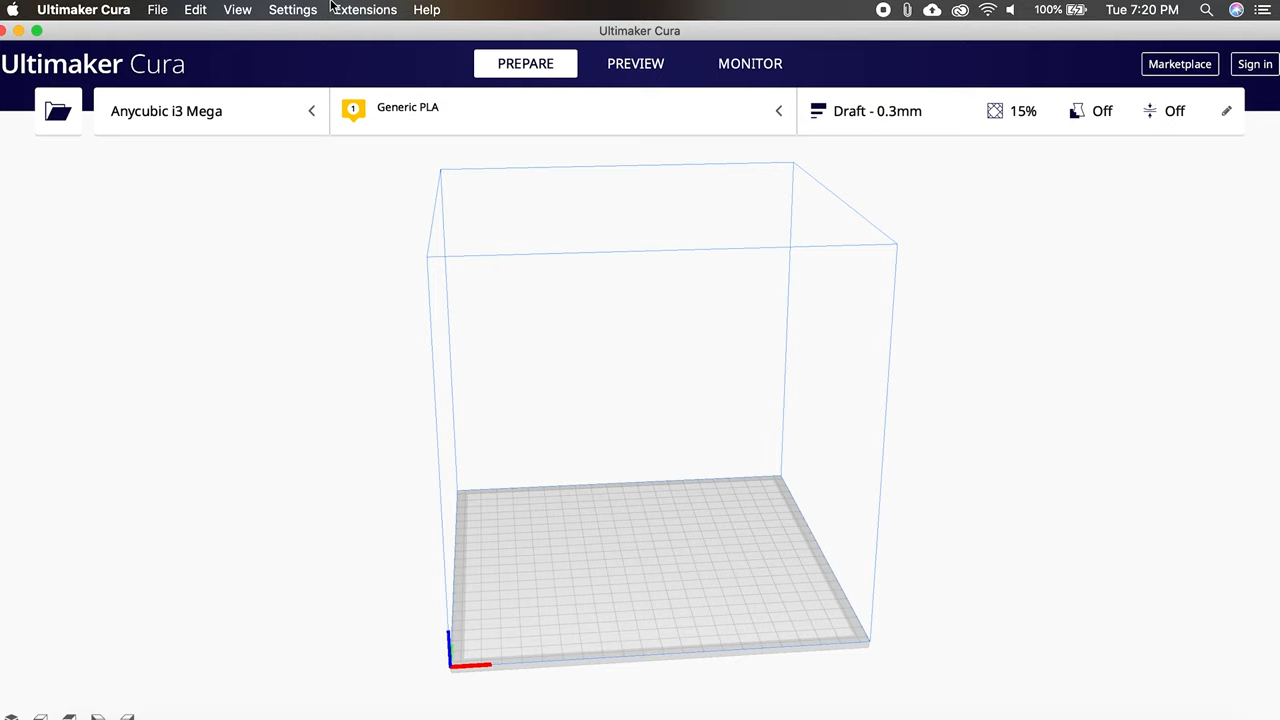 Ultimaker Cura File Edit View Settings Extensions Help 100% Tue 7:20 PM
Ultimaker Cura
Ultimaker Cura PREPARE PREVIEW MONITOR Marketplace Sign in
Anycubic i3 Mega 1 Generic PLA Draft - 0.3mm 15% Off Off